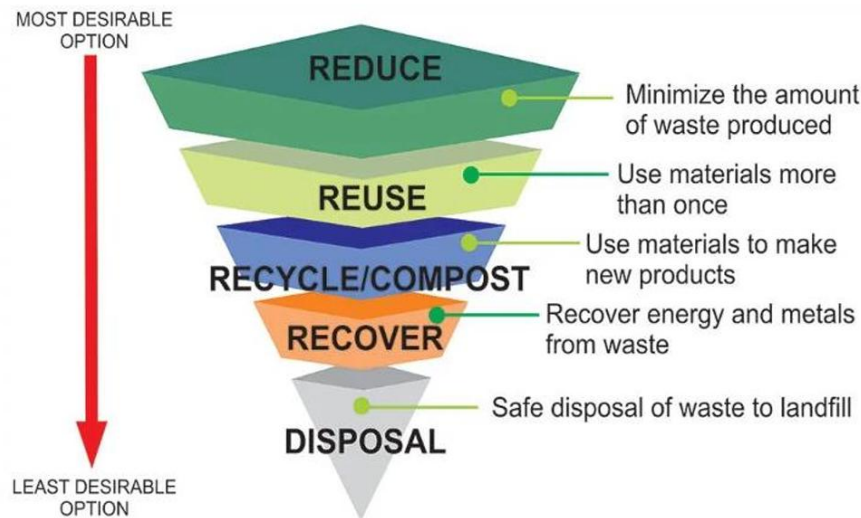 MOST DESIRABLE
OPTION
REDUCE
Minimize the amount
of waste produced
REUSE
Use materials more
than once
RECYCLE/COMPOST
Use materials to make
new products
RECOVER
Recover energy and metals
from waste
DISPOSAL
Safe disposal of waste to landfill
LEAST DESIRABLE
OPTION